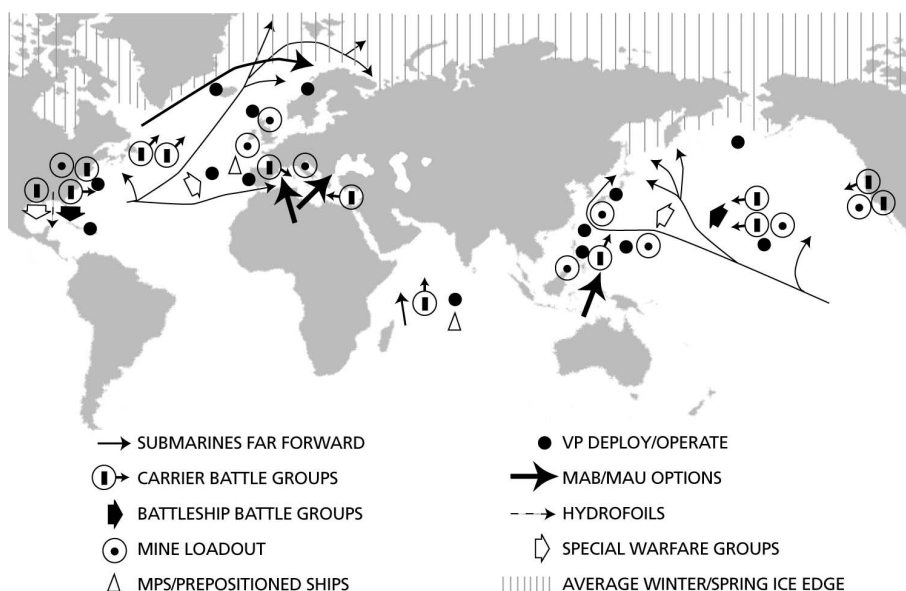 SUBMARINES FAR FORWARD
CARRIER BATTLE GROUPS
BATTLESHIP BATTLE GROUPS
MINE LOADOUT
MPS/PREPOSITIONED SHIPS
VP DEPLOY/OPERATE
MAB/MAU OPTIONS
HYDROFOILS
SPECIAL WARFARE GROUPS
AVERAGE WINTER/SPRING ICE EDGE